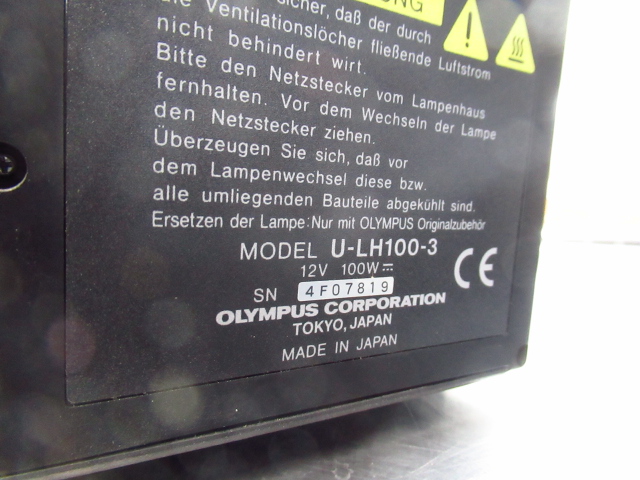 sicher, daß der durch
die Ventilationslöcher fließende Luftstrom
nicht behindert wirt.
Bitte den Netzstecker vom Lampenhaus
fernhalten. Vor dem Wechseln der Lampe
den Netzstecker ziehen.
Überzeugen Sie sich, daß vor
dem Lampenwechsel diese bzw.
alle umliegenden Bauteile abgekühlt sind.
Ersetzen der Lampe:Nur mit OLYMPUS Originalzubehör
MODEL U-LH100-3
12V 100W⎓
SN 4F07819
CE
OLYMPUS CORPORATION
TOKYO, JAPAN
MADE IN JAPAN